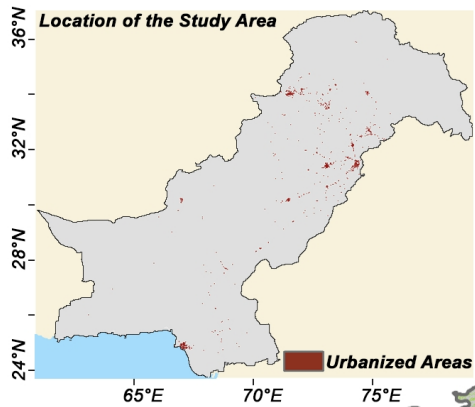 Location of the Study Area
36°N
32°N
28°N
24°N
Urbanized Areas
65°E
70°E
75°E